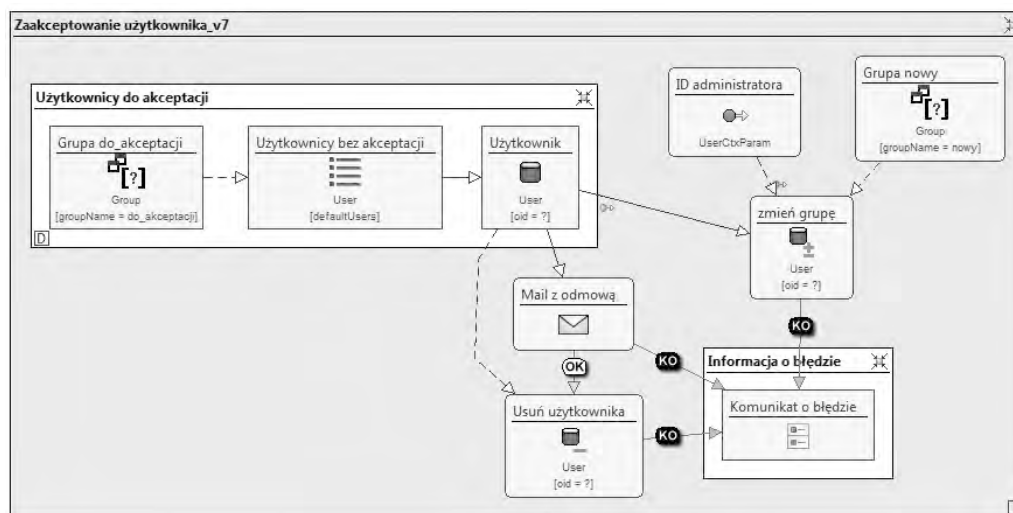 Zaakceptowanie użytkownika_v7
Użytkownicy do akceptacji
Grupa do_akceptacji
[?]
Group
[groupName = do_akceptacji]
D
Użytkownicy bez akceptacji
User
[defaultUsers]
Użytkownik
User
[oid = ?]
ID administratora
UserCtxParam
Grupa nowy
[?]
Group
[groupName = nowy]
zmień grupę
User
[oid = ?]
Mail z odmową
OK
KO
KO
Informacja o błędzie
Komunikat o błędzie
Usuń użytkownika
User
[oid = ?]
KO